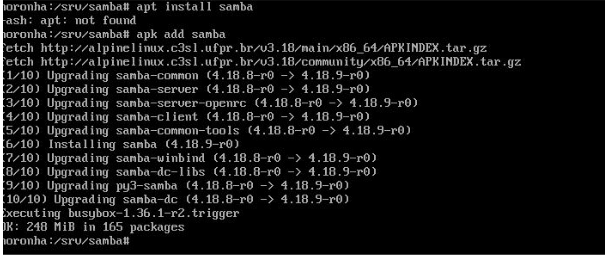 noronha:/srv/samba# apt install samba
-ash: apt: not found
noronha:/srv/samba# apk add samba
fetch http://alpinelinux.c3sl.ufpr.br/v3.18/main/x86_64/APKINDEX.tar.gz
fetch http://alpinelinux.c3sl.ufpr.br/v3.18/community/x86_64/APKINDEX.tar.gz
(1/10) Upgrading samba-common (4.18.8-r0 -> 4.18.9-r0)
(2/10) Upgrading samba-server (4.18.8-r0 -> 4.18.9-r0)
(3/10) Upgrading samba-server-openrc (4.18.8-r0 -> 4.18.9-r0)
(4/10) Upgrading samba-client (4.18.8-r0 -> 4.18.9-r0)
(5/10) Upgrading samba-common-tools (4.18.8-r0 -> 4.18.9-r0)
(6/10) Installing samba (4.18.9-r0)
(7/10) Upgrading samba-winbind (4.18.8-r0 -> 4.18.9-r0)
(8/10) Upgrading samba-dc-libs (4.18.8-r0 -> 4.18.9-r0)
(9/10) Upgrading py3-samba (4.18.8-r0 -> 4.18.9-r0)
(10/10) Upgrading samba-dc (4.18.8-r0 -> 4.18.9-r0)
Executing busybox-1.36.1-r2.trigger
OK: 248 MiB in 165 packages
noronha:/srv/samba#